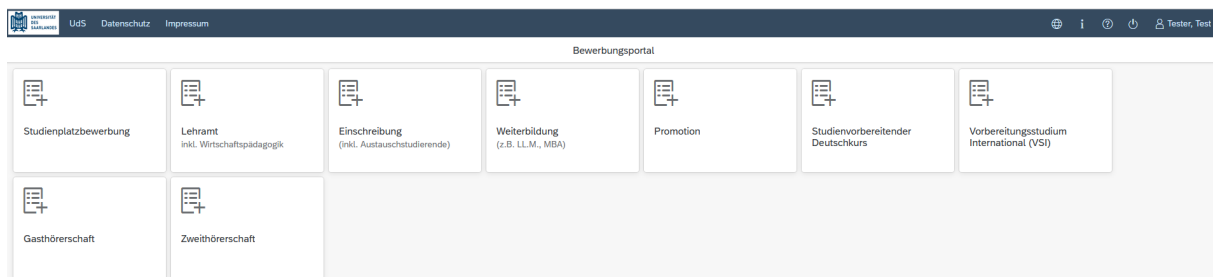 UNIVERSITÄT
DES
SAARLANDES
UdS Datenschutz Impressum
Tester, Test
Bewerbungsportal
Studienplatzbewerbung
Lehramt
inkl. Wirtschaftspädagogik
Einschreibung
(inkl. Austauschstudierende)
Weiterbildung
(z.B. LL.M., MBA)
Promotion
Studienvorbereitender
Deutschkurs
Vorbereitungsstudium
International (VSI)
Gasthörerschaft
Zweithörerschaft